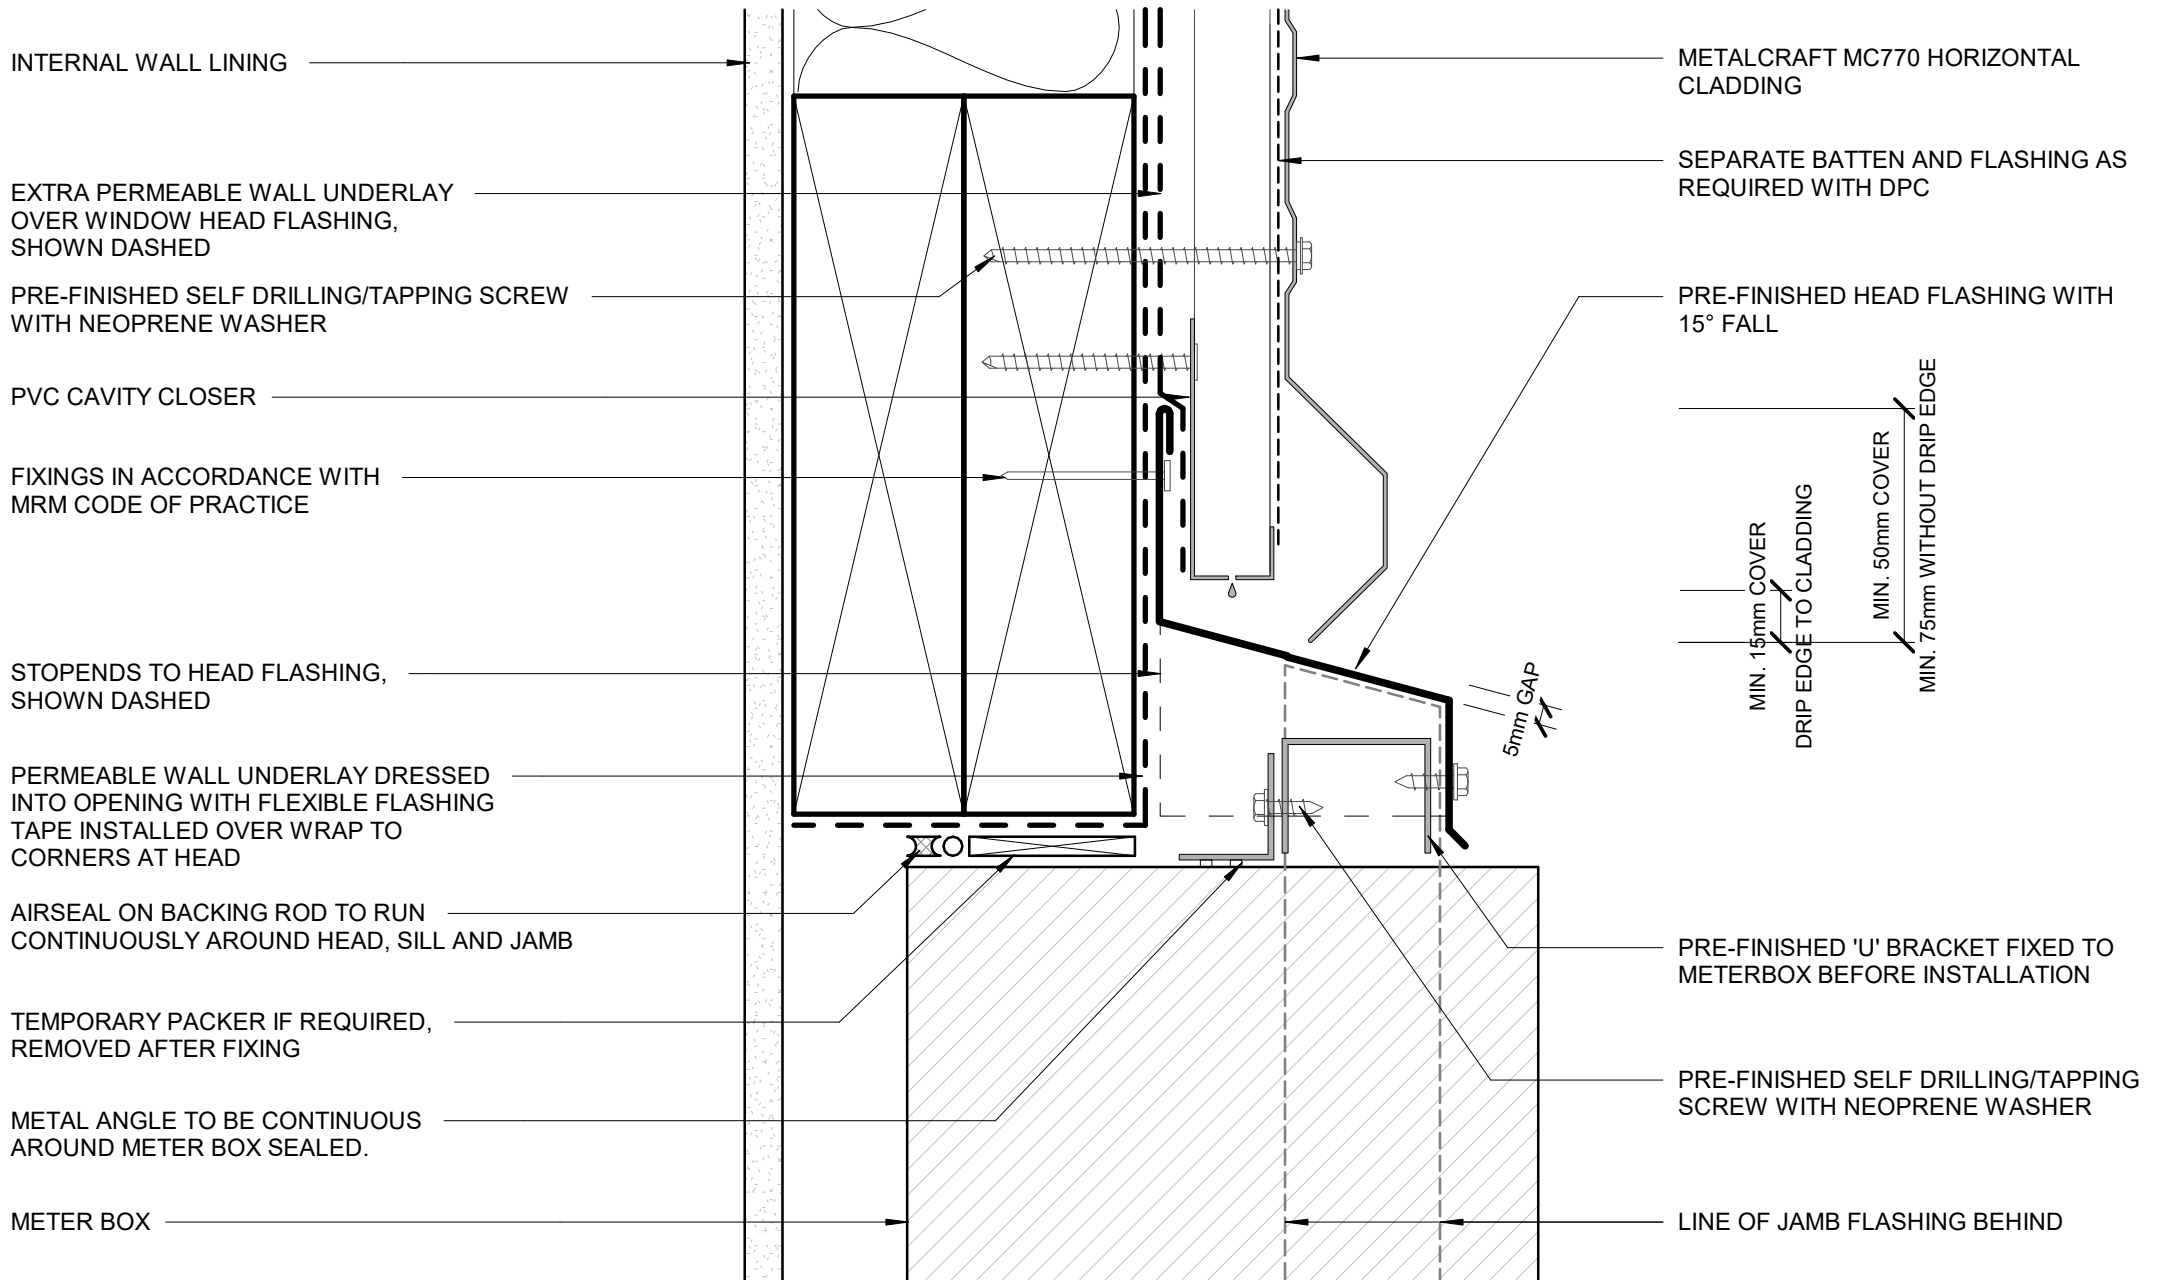 INTERNAL WALL LINING
EXTRA PERMEABLE WALL UNDERLAY
OVER WINDOW HEAD FLASHING,
SHOWN DASHED
PRE-FINISHED SELF DRILLING/TAPPING SCREW
WITH NEOPRENE WASHER
PVC CAVITY CLOSER
FIXINGS IN ACCORDANCE WITH
MRM CODE OF PRACTICE
STOPENDS TO HEAD FLASHING,
SHOWN DASHED
PERMEABLE WALL UNDERLAY DRESSED
INTO OPENING WITH FLEXIBLE FLASHING
TAPE INSTALLED OVER WRAP TO
CORNERS AT HEAD
AIRSEAL ON BACKING ROD TO RUN
CONTINUOUSLY AROUND HEAD, SILL AND JAMB
TEMPORARY PACKER IF REQUIRED,
REMOVED AFTER FIXING
METAL ANGLE TO BE CONTINUOUS
AROUND METER BOX SEALED.
METER BOX
METALCRAFT MC770 HORIZONTAL
CLADDING
SEPARATE BATTEN AND FLASHING AS
REQUIRED WITH DPC
PRE-FINISHED HEAD FLASHING WITH
15° FALL
MIN. 15mm COVER
DRIP EDGE TO CLADDING
MIN. 50mm COVER
MIN. 75mm WITHOUT DRIP EDGE
5mm GAP
PRE-FINISHED 'U' BRACKET FIXED TO
METERBOX BEFORE INSTALLATION
PRE-FINISHED SELF DRILLING/TAPPING
SCREW WITH NEOPRENE WASHER
LINE OF JAMB FLASHING BEHIND